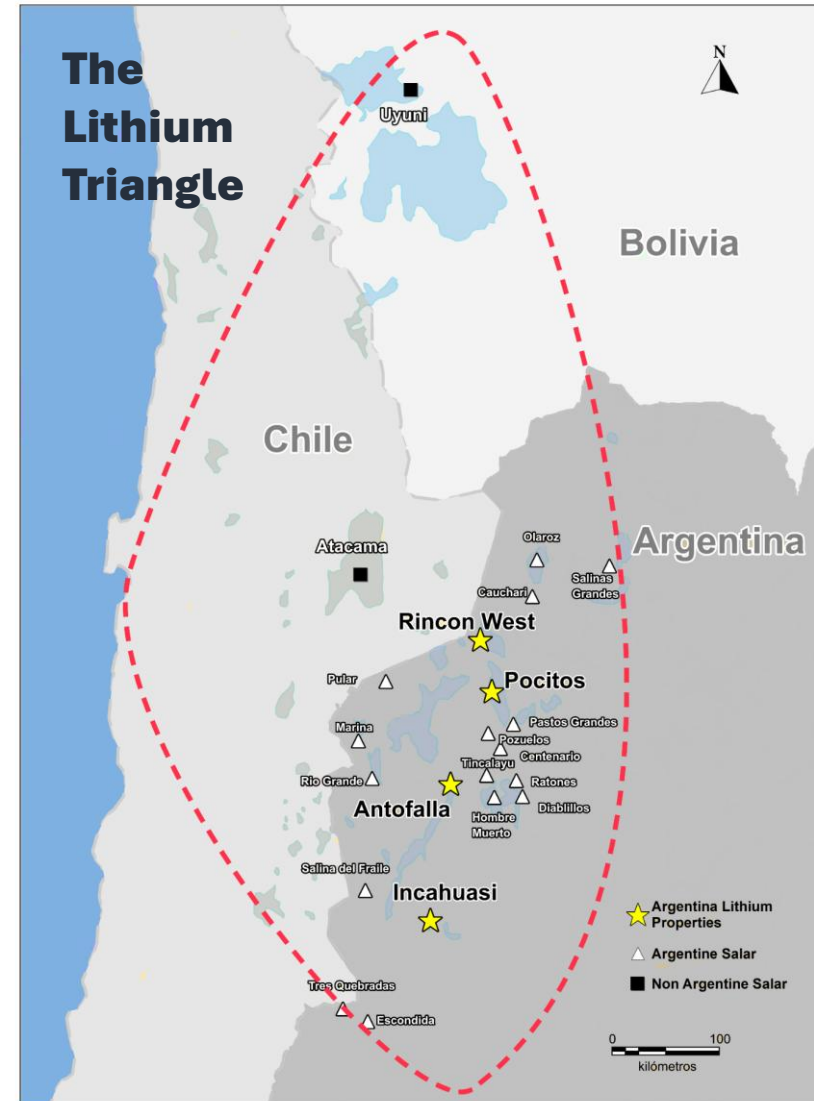 The
Lithium
Triangle
N
Uyuni
Bolivia
Chile
Argentina
Atacama
Olaroz
Salinas
Grandes
Cauchari
Rincon West
Pular
Pocitos
Marina
Pastos Grandes
Pozuelos
Centenario
Rio Grande
Tincalayu
Ratones
Antofalla
Diablillos
Hombre
Muerto
Salina del Fraile
Incahuasi
Argentina Lithium
Properties
Argentine Salar
Non Argentine Salar
Tres Quebradas
Escondida
0 100
kilómetros